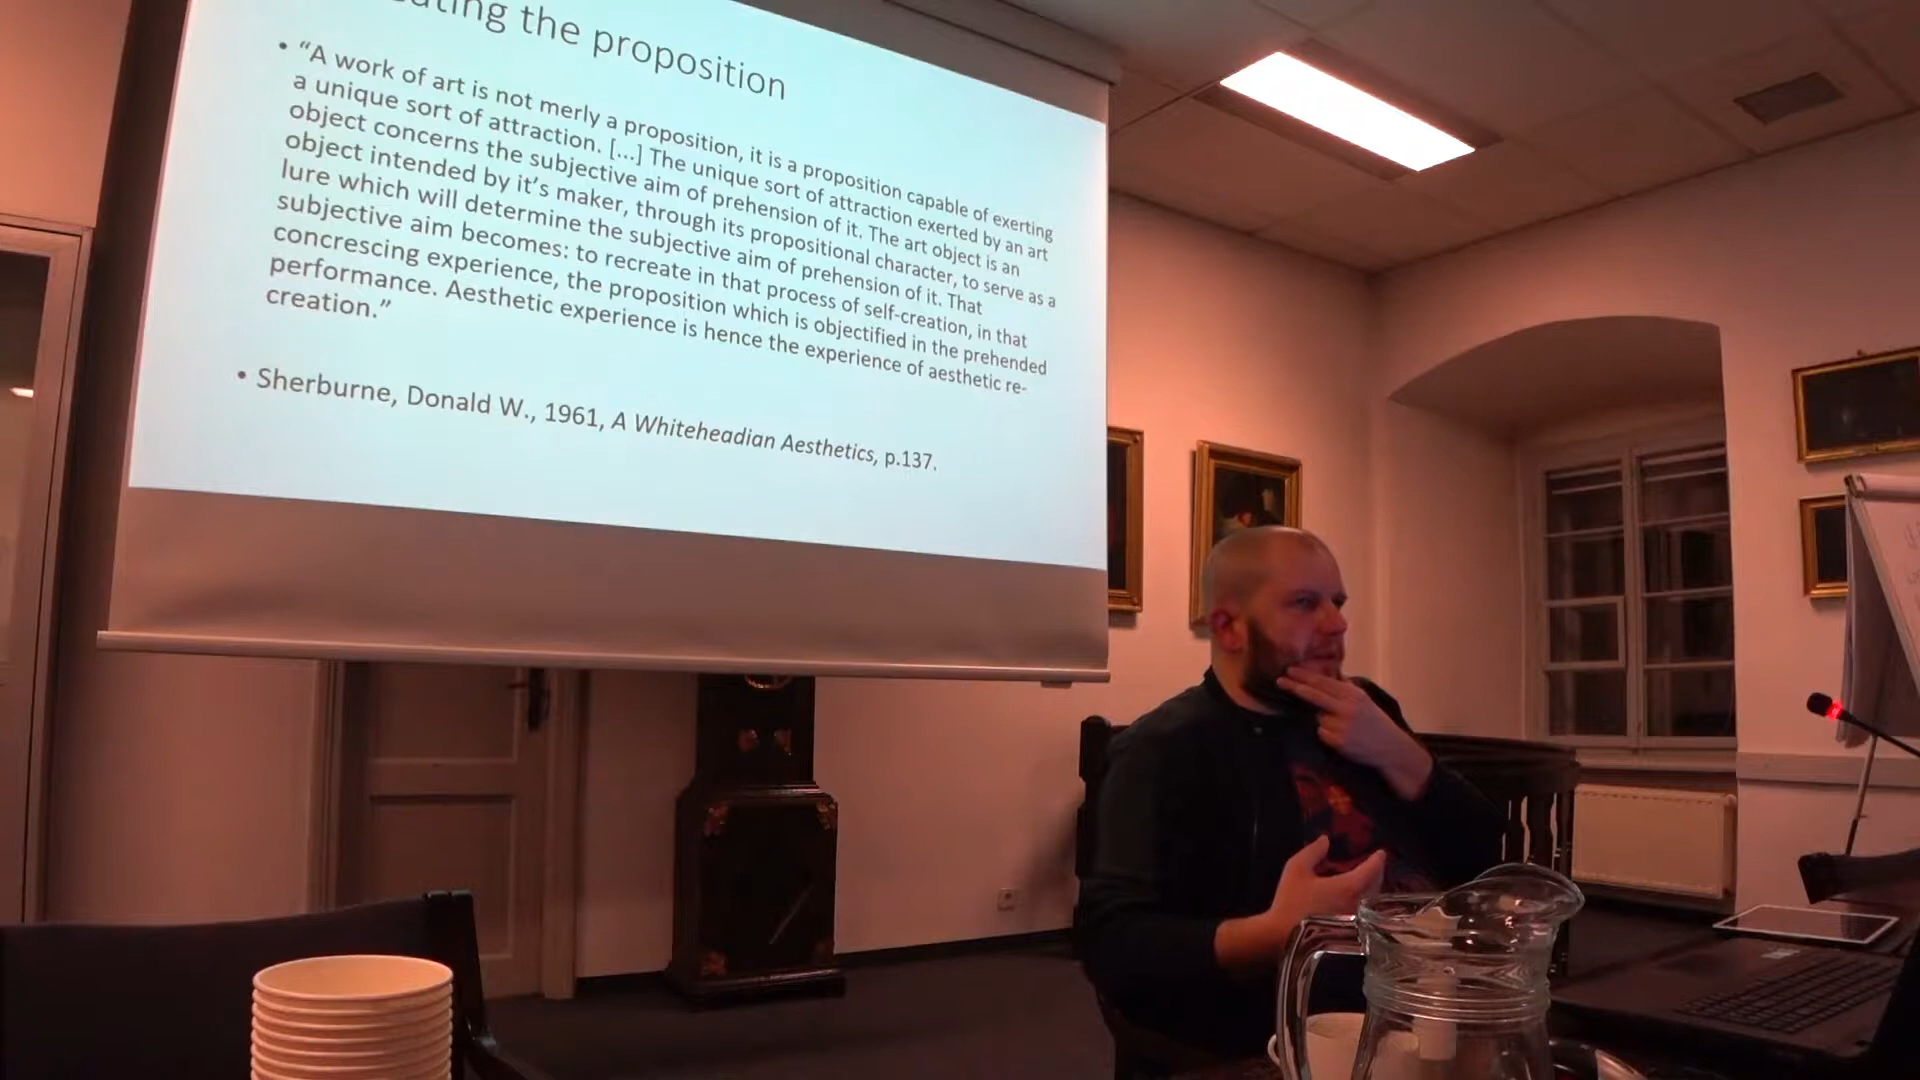 the proposition
• “A work of art is not merly a proposition, it is a proposition capable of exerting
a unique sort of attraction. [...] The unique sort of attraction exerted by an art
object concerns the subjective aim of prehension of it. The art object is an
object intended by it’s maker, through its propositional character, to serve as a
lure which will determine the subjective aim of prehension of it. That
subjective aim becomes: to recreate in that process of self-creation, in that
concrescing experience, the proposition which is objectified in the prehended
performance. Aesthetic experience is hence the experience of aesthetic re-
creation.”
• Sherburne, Donald W., 1961, A Whiteheadian Aesthetics, p.137.